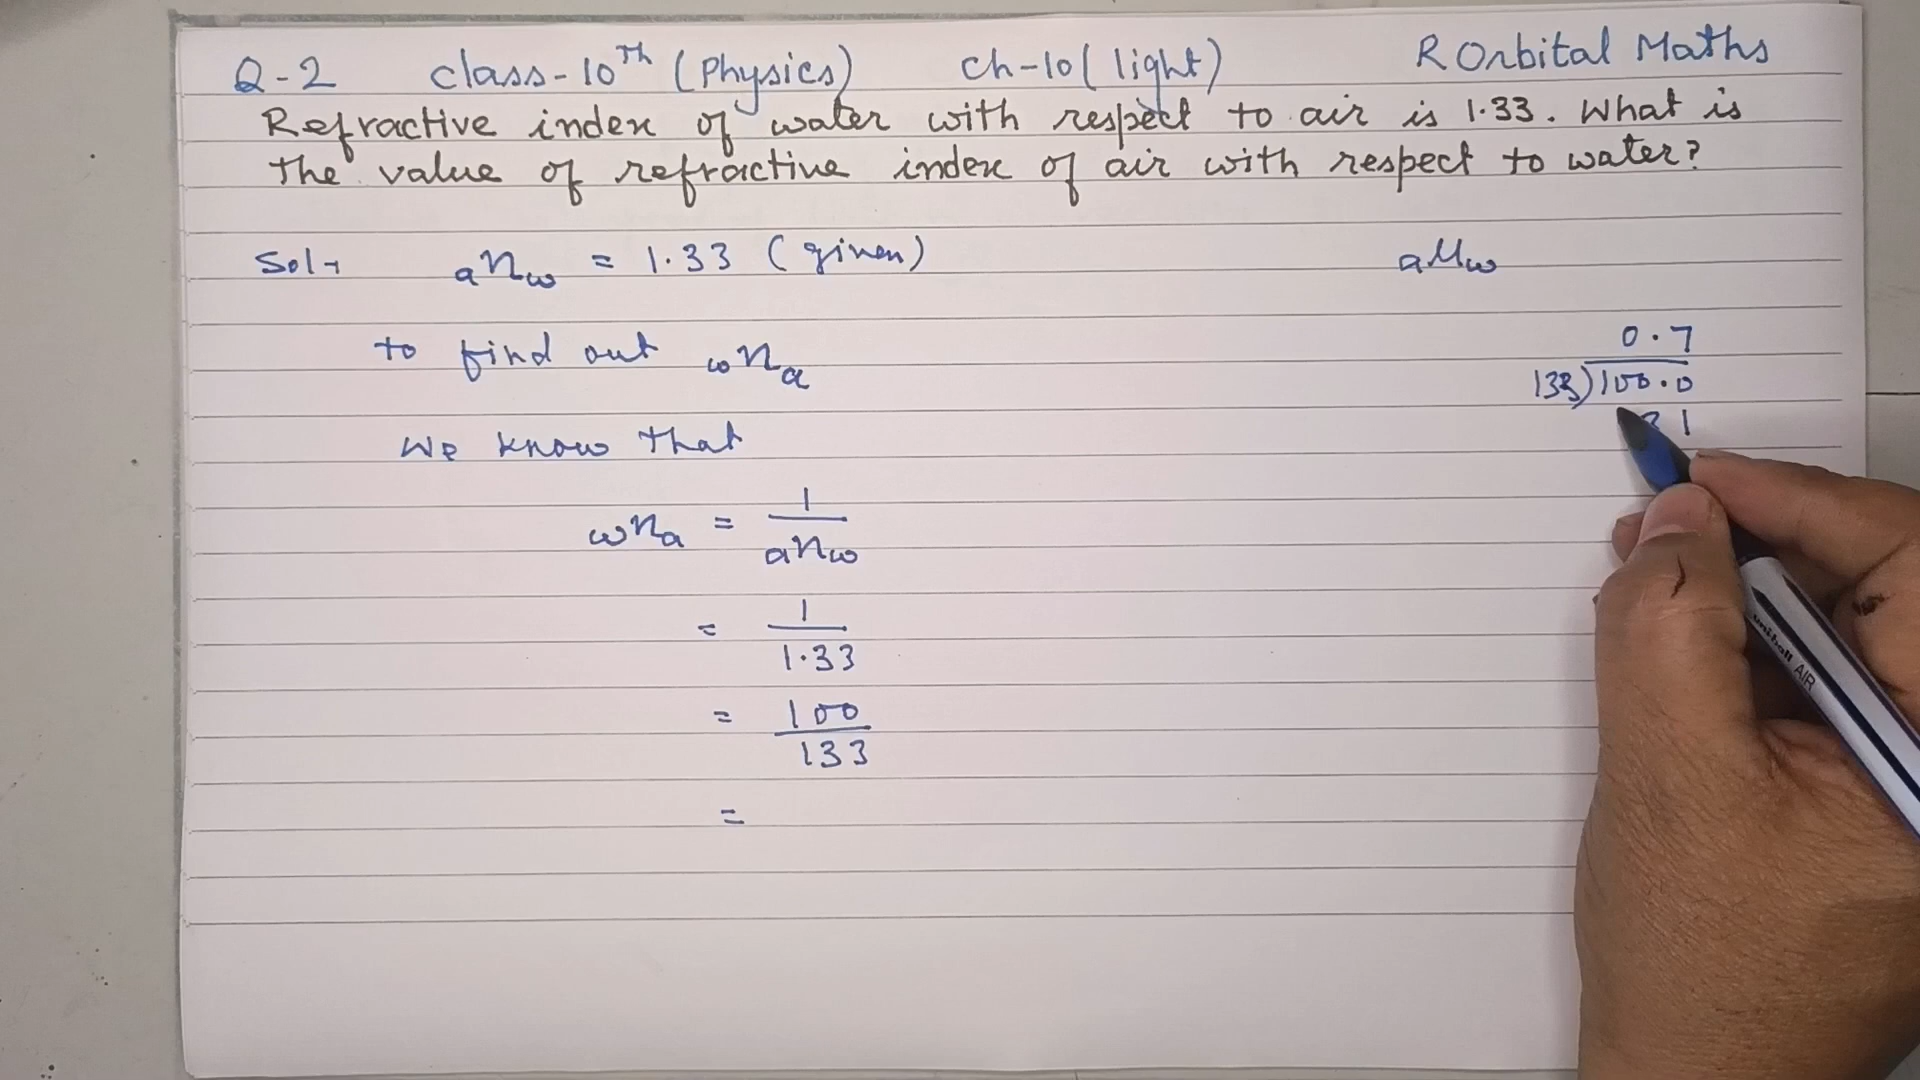 Q-2 class-10Th (Physics) ch-10( light) R Orbital Maths
Refractive index of water with respect to air is 1.33. What is
the value of refractive index of air with respect to water?
Sol→ anw = 1.33 (given) aMw
to find out wna
0.7
133)100.0
31
We know that
wna = 1/anw
= 1/1.33
= 100/133
=
uniball AIR